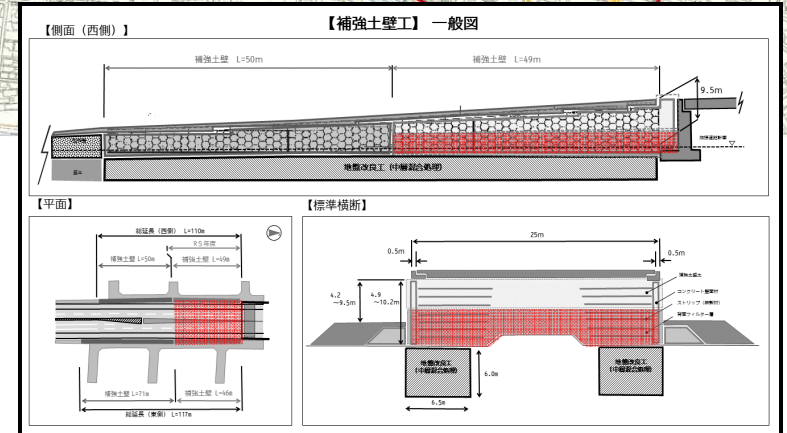 【補強土壁工】 一般図
【側面（西側）】
補強土壁 L=50m
補強土壁 L=49m
9.5m
地盤改良工 (中層混合処理)
【平面】
総延長（西側） L=110m
R5年度
補強土壁 L=50m
補強土壁 L=49m
補強土壁 L=71m
補強土壁 L=46m
総延長（東側） L=117m
【標準横断】
25m
0.5m
0.5m
4.2
～9.5m
4.9
～10.2m
補強土盛土
コンクリート壁面材
ストリップ（補強材）
背面フィルター層
地盤改良工
(中層混合処理)
6.0m
6.5m
地盤改良工
(中層混合処理)